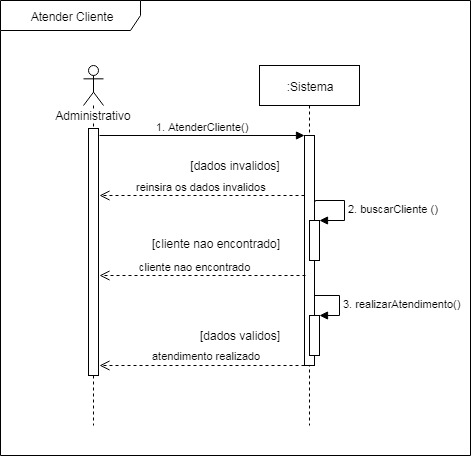 Atender Cliente
:Sistema
Administrativo
1. AtenderCliente()
[dados invalidos]
reinsira os dados invalidos
2. buscarCliente ()
[cliente nao encontrado]
cliente nao encontrado
3. realizarAtendimento()
[dados validos]
atendimento realizado